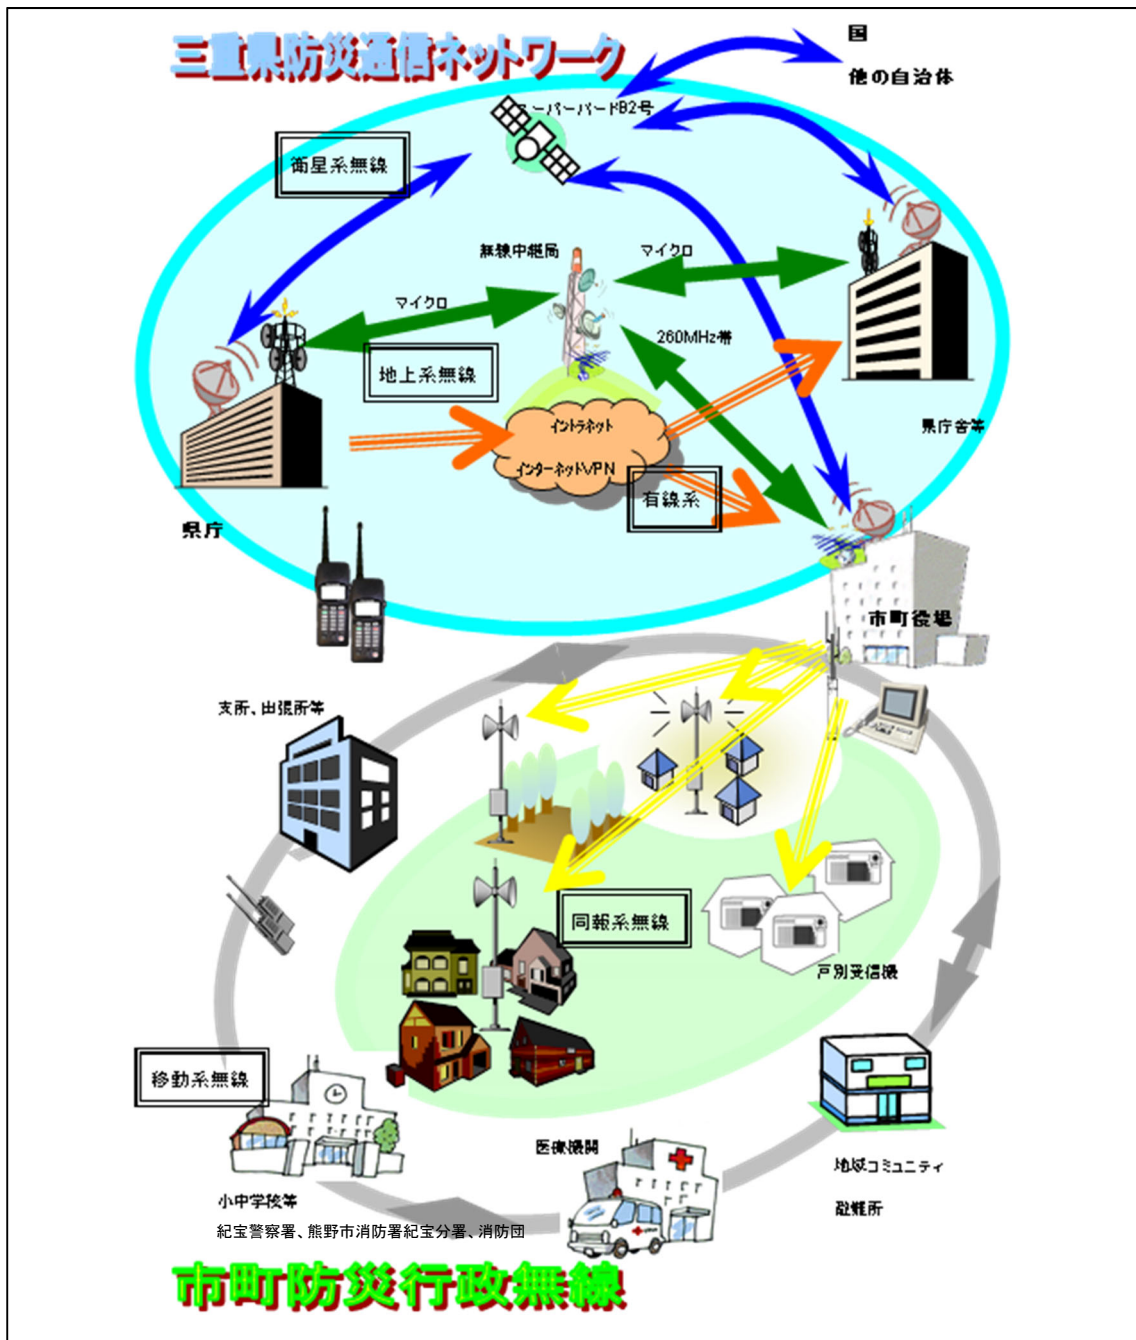 三重県防災通信ネットワーク
国
他の自治体
スーパーバードB2号
衛星系無線
無線中継局
マイクロ
マイクロ
260MHz帯
地上系無線
イントラネット
インターネットVPN
有線系
県庁舎等
県庁
市町役場
支所、出張所等
同報系無線
戸別受信機
移動系無線
医療機関
地域コミュニティ
避難所
小中学校等
紀宝警察署、熊野市消防署紀宝分署、消防団
市町防災行政無線